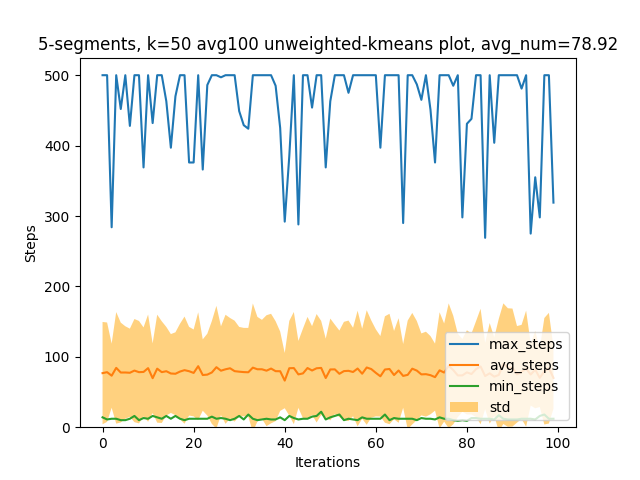 5-segments, k=50 avg100 unweighted-kmeans plot, avg_num=78.92
500
400
300
200
100
0
Steps
0
20
40
60
80
100
Iterations
max_steps
avg_steps
min_steps
std